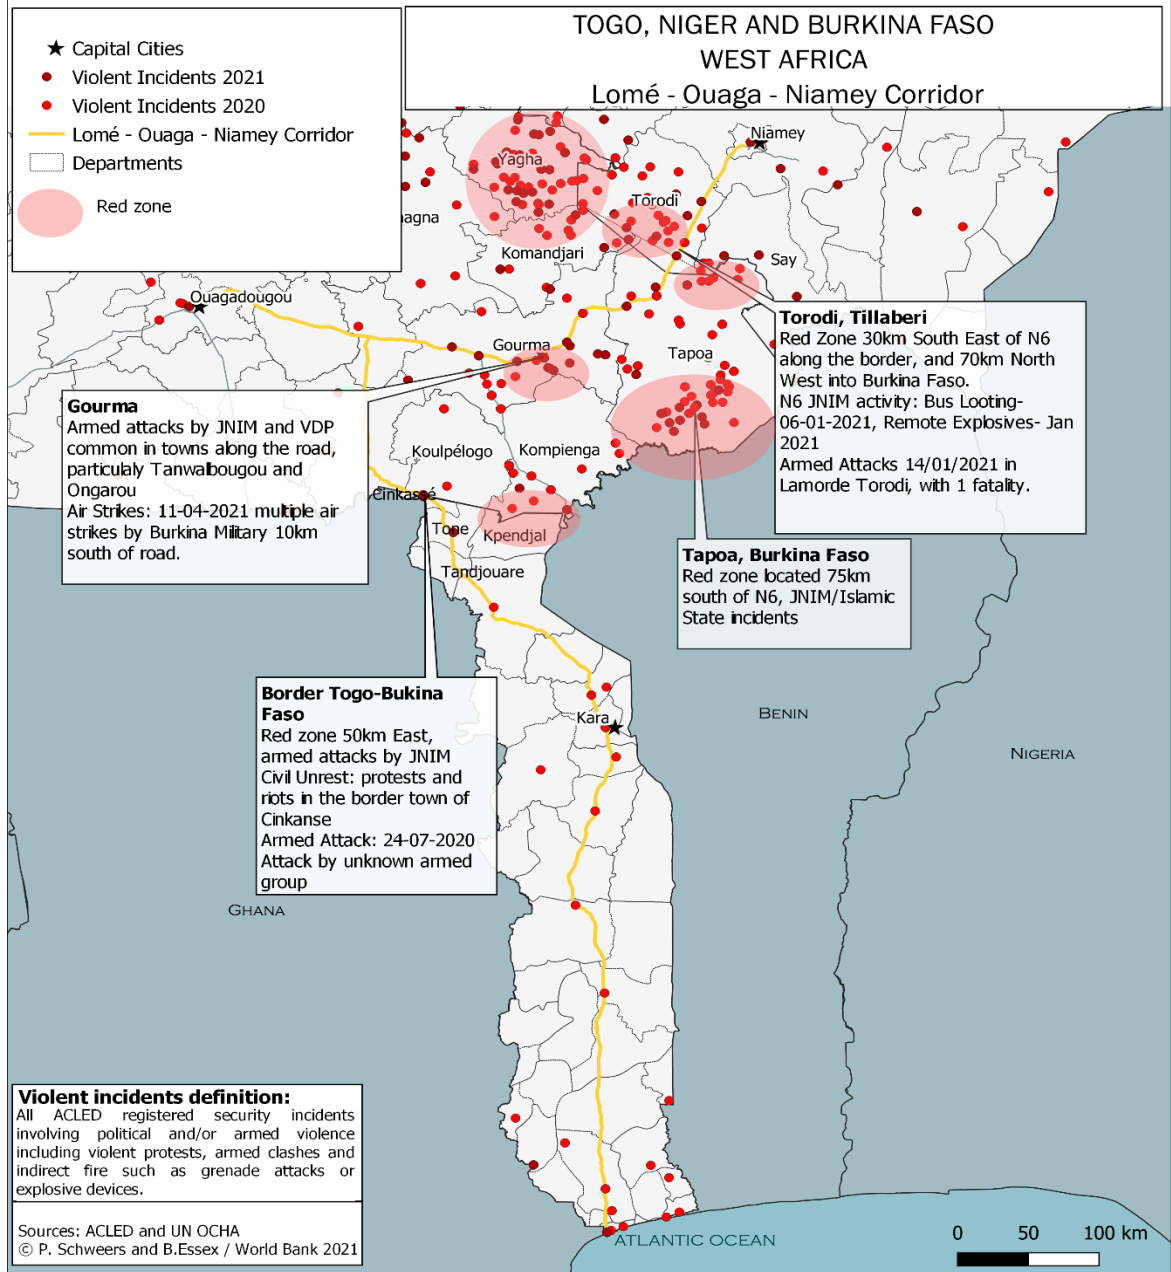 TOGO, NIGER AND BURKINA FASO
WEST AFRICA
Lomé - Ouaga - Niamey Corridor
Capital Cities
Violent Incidents 2021
Violent Incidents 2020
Lomé - Ouaga - Niamey Corridor
Departments
Red zone
Niamey
Yagha
Torodi
nagna
Komandjari
Say
Ouagadougou
Gourma
Tapoa
Koulpélogo
Kompienga
Cinkassé
Tone
Kpendjal
Tandjouare
Kara
BENIN
NIGERIA
GHANA
ATLANTIC OCEAN
Torodi, Tillaberi
Red Zone 30km South East of N6
along the border, and 70km North
West into Burkina Faso.
N6 JNIM activity: Bus Looting-
06-01-2021, Remote Explosives- Jan
2021
Armed Attacks 14/01/2021 in
Lamorde Torodi, with 1 fatality.
Gourma
Armed attacks by JNIM and VDP
common in towns along the road,
particulaly Tanwalbougou and
Ongarou
Air Strikes: 11-04-2021 multiple air
strikes by Burkina Military 10km
south of road.
Tapoa, Burkina Faso
Red zone located 75km
south of N6, JNIM/Islamic
State incidents
Border Togo-Bukina
Faso
Red zone 50km East,
armed attacks by JNIM
Civil Unrest: protests and
riots in the border town of
Cinkanse
Armed Attack: 24-07-2020
Attack by unknown armed
group
Violent incidents definition:
All ACLED registered security incidents
involving political and/or armed violence
including violent protests, armed clashes and
indirect fire such as grenade attacks or
explosive devices.
Sources: ACLED and UN OCHA
© P. Schweers and B.Essex / World Bank 2021
0 50 100 km